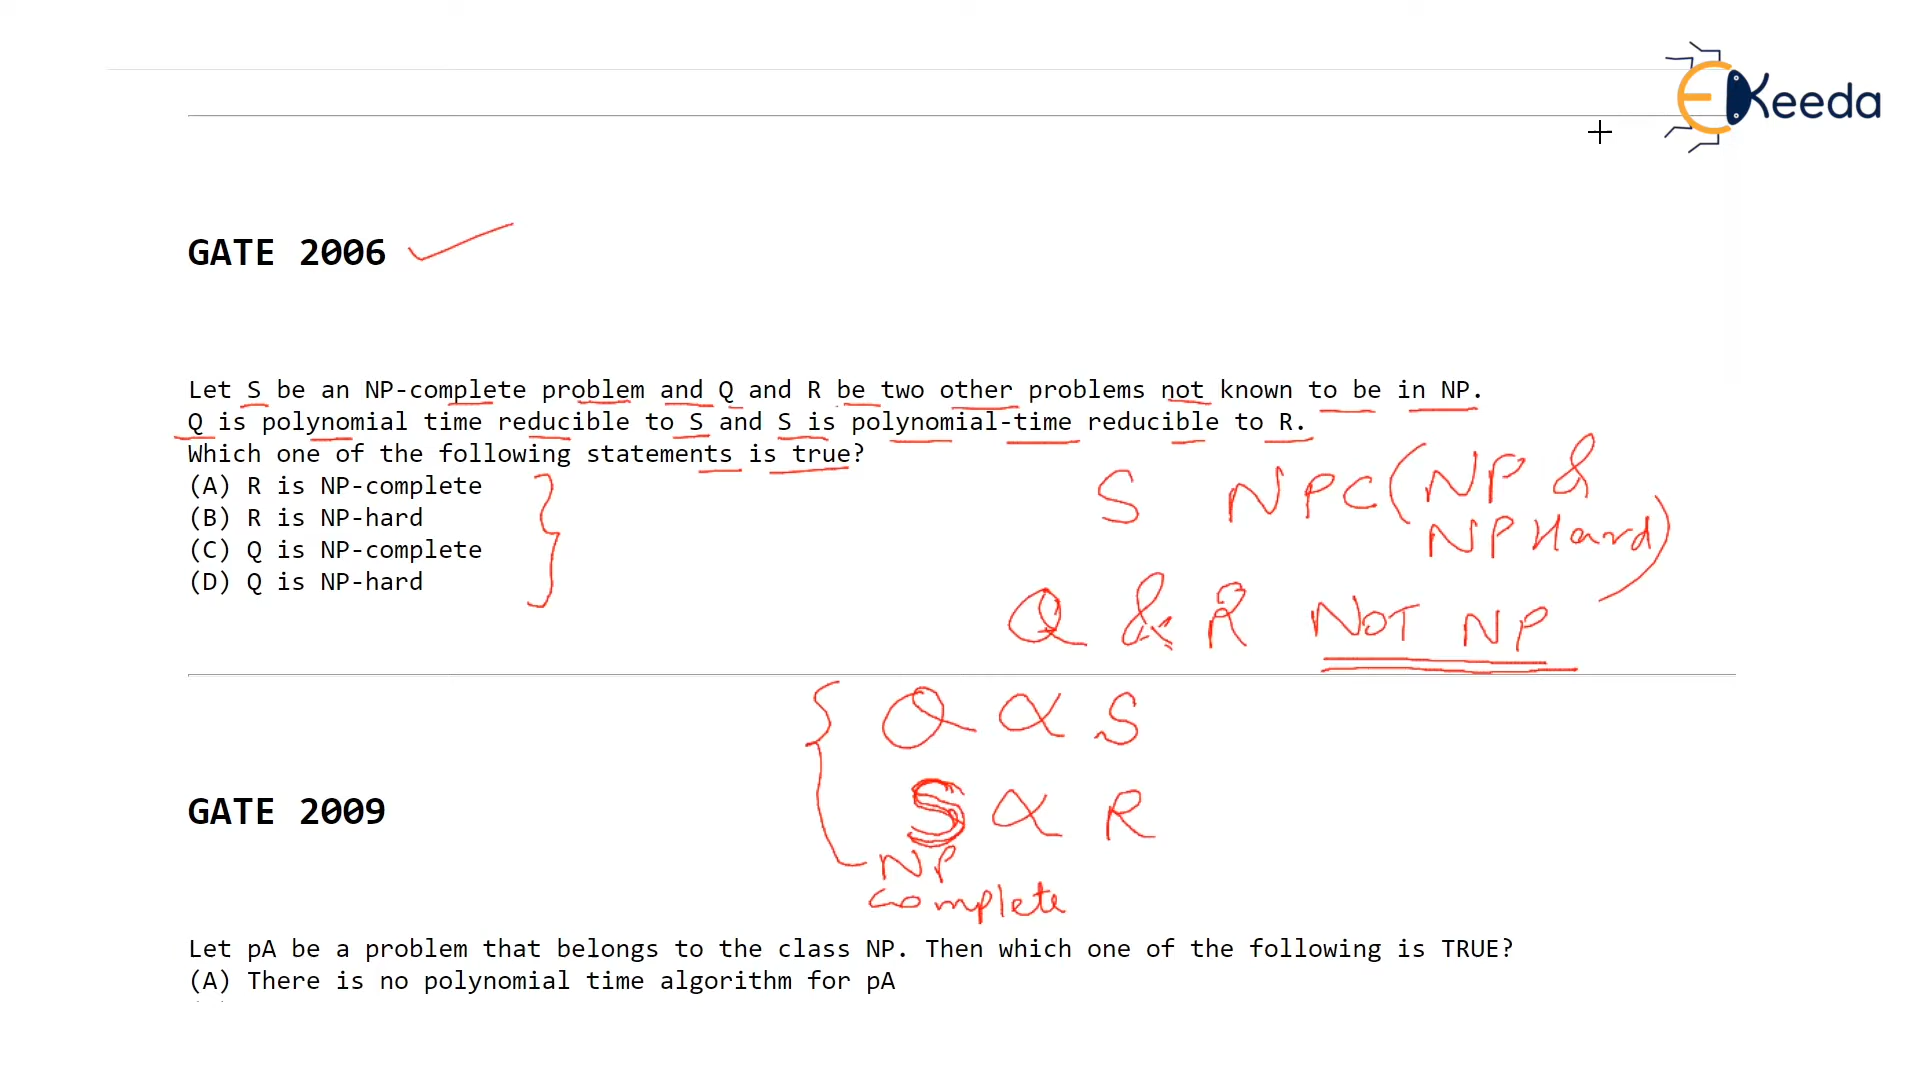 EKeeda
GATE 2006
Let S be an NP-complete problem and Q and R be two other problems not known to be in NP.
Q is polynomial time reducible to S and S is polynomial-time reducible to R.
Which one of the following statements is true?
(A) R is NP-complete
(B) R is NP-hard
(C) Q is NP-complete
(D) Q is NP-hard
S NPC (NP &
NP Hard)
Q & R NOT NP
Q α S
S α R
NP
complete
GATE 2009
Let pA be a problem that belongs to the class NP. Then which one of the following is TRUE?
(A) There is no polynomial time algorithm for pA